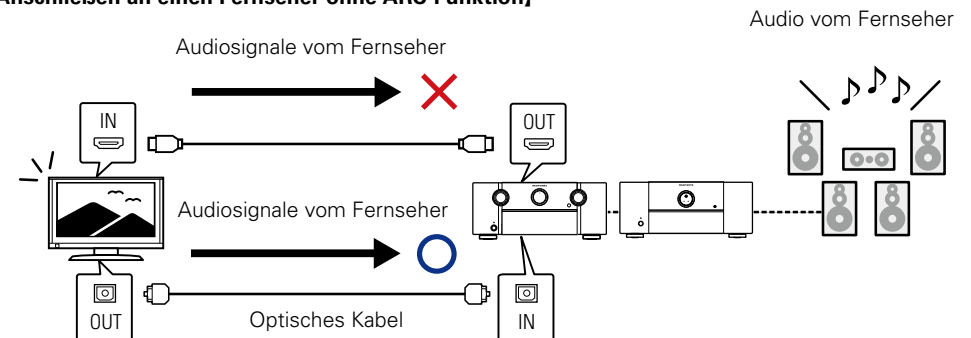 Anschließen an einen Fernseher ohne ARC-Funktion】
Audio vom Fernseher
Audiosignale vom Fernseher
IN
OUT
Audiosignale vom Fernseher
OUT
Optisches Kabel
IN